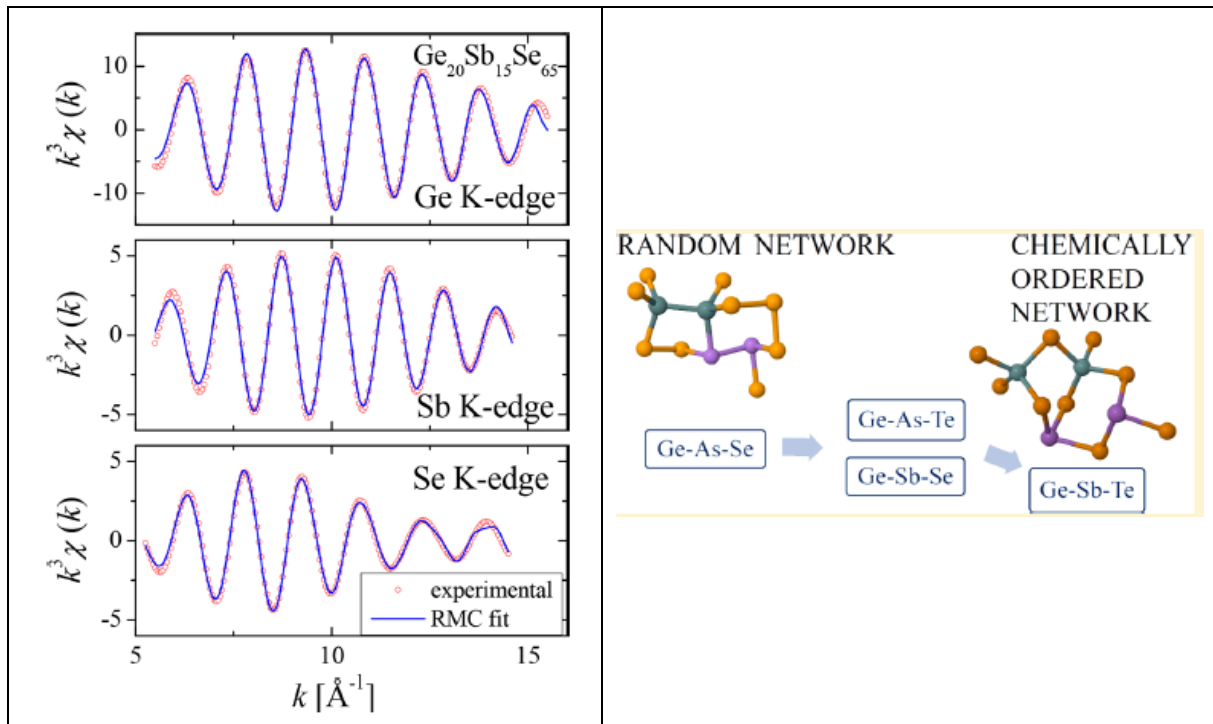 Ge20Sb15Se65
10
0
-10
k3χ(k)
Ge K-edge
5
0
-5
k3χ(k)
Sb K-edge
Se K-edge
5
0
-5
k3χ(k)
experimental
RMC fit
5
10
15
k [Å-1]
RANDOM NETWORK
CHEMICALLY
ORDERED
NETWORK
Ge-As-Se
Ge-As-Te
Ge-Sb-Se
Ge-Sb-Te